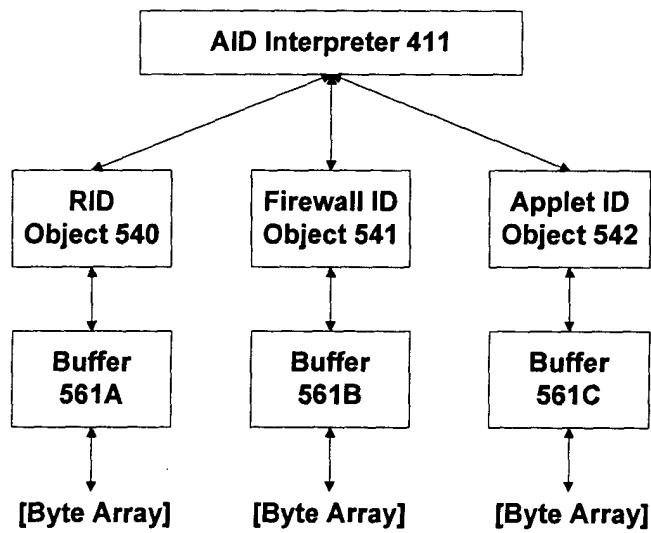 AID Interpreter 411
RID
Object 540
Firewall ID
Object 541
Applet ID
Object 542
Buffer
561A
Buffer
561B
Buffer
561C
[Byte Array]
[Byte Array]
[Byte Array]